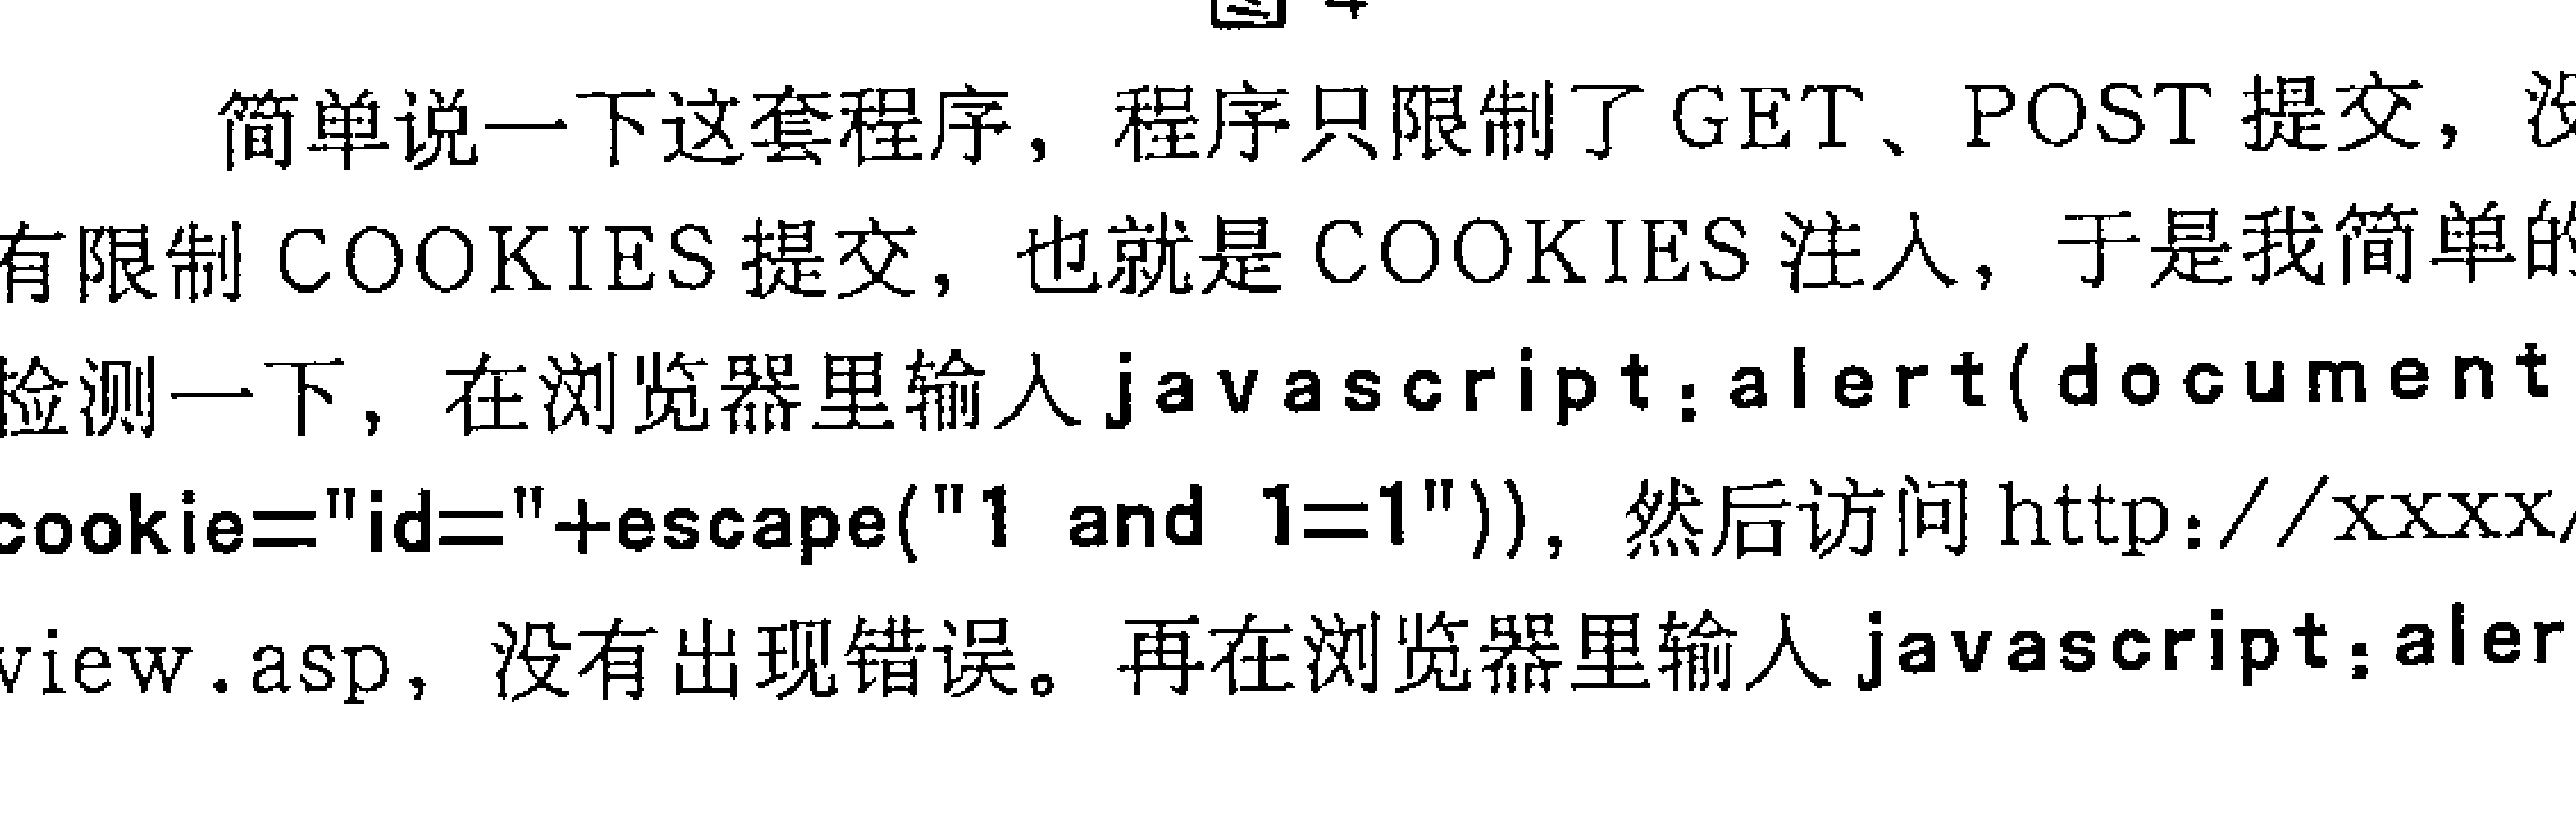 图 4
简单说一下这套程序，程序只限制了GET、POST提交，没
有限制COOKIES提交，也就是COOKIES注入，于是我简单的
检测一下，在浏览器里输入javascript:alert(document
cookie="id="+escape("1 and 1=1"))，然后访问http://xxxx/
view.asp，没有出现错误。再在浏览器里输入javascript:aler